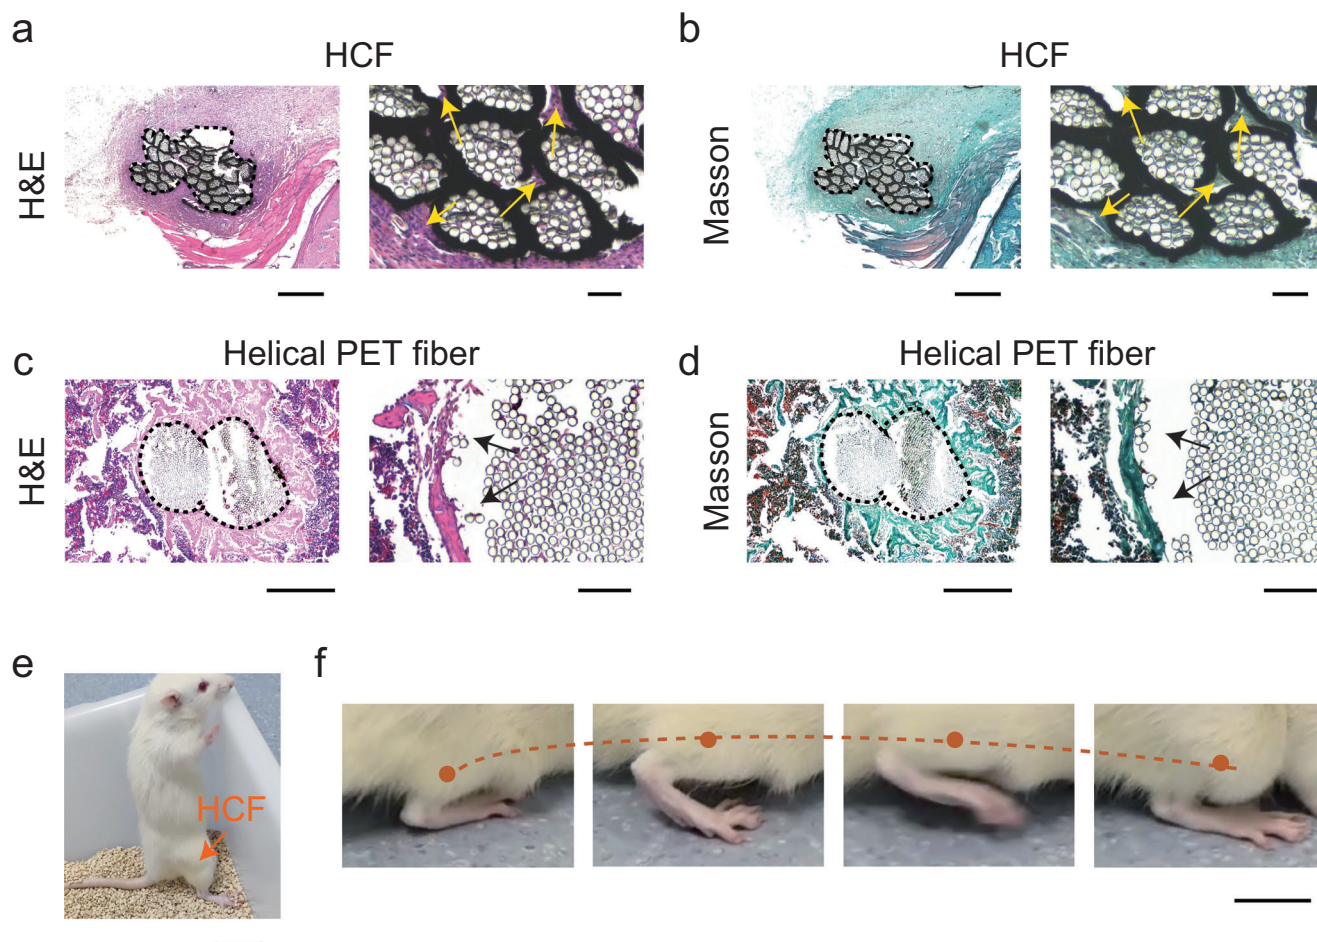 a
HCF
H&E
b
HCF
Masson
c
Helical PET fiber
H&E
d
Helical PET fiber
Masson
e
HCF
f